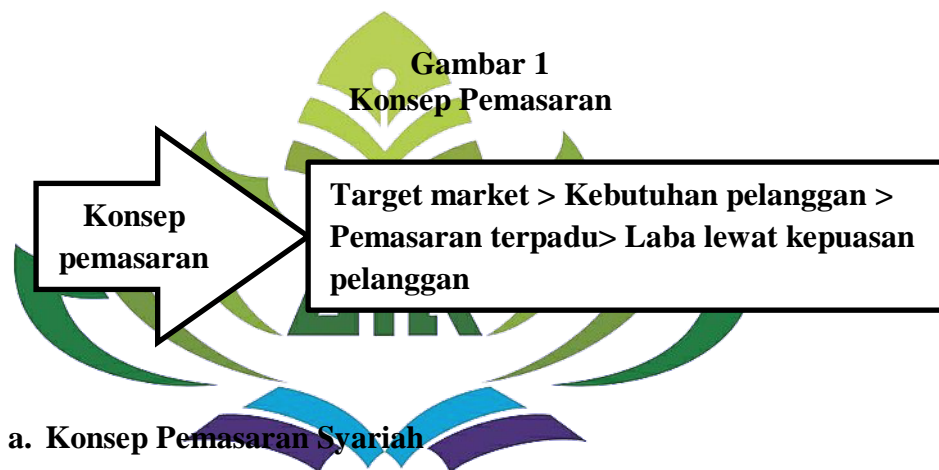 Gambar 1
Konsep Pemasaran
Konsep
pemasaran
Target market > Kebutuhan pelanggan >
Pemasaran terpadu> Laba lewat kepuasan
pelanggan
a. Konsep Pemasaran Syariah